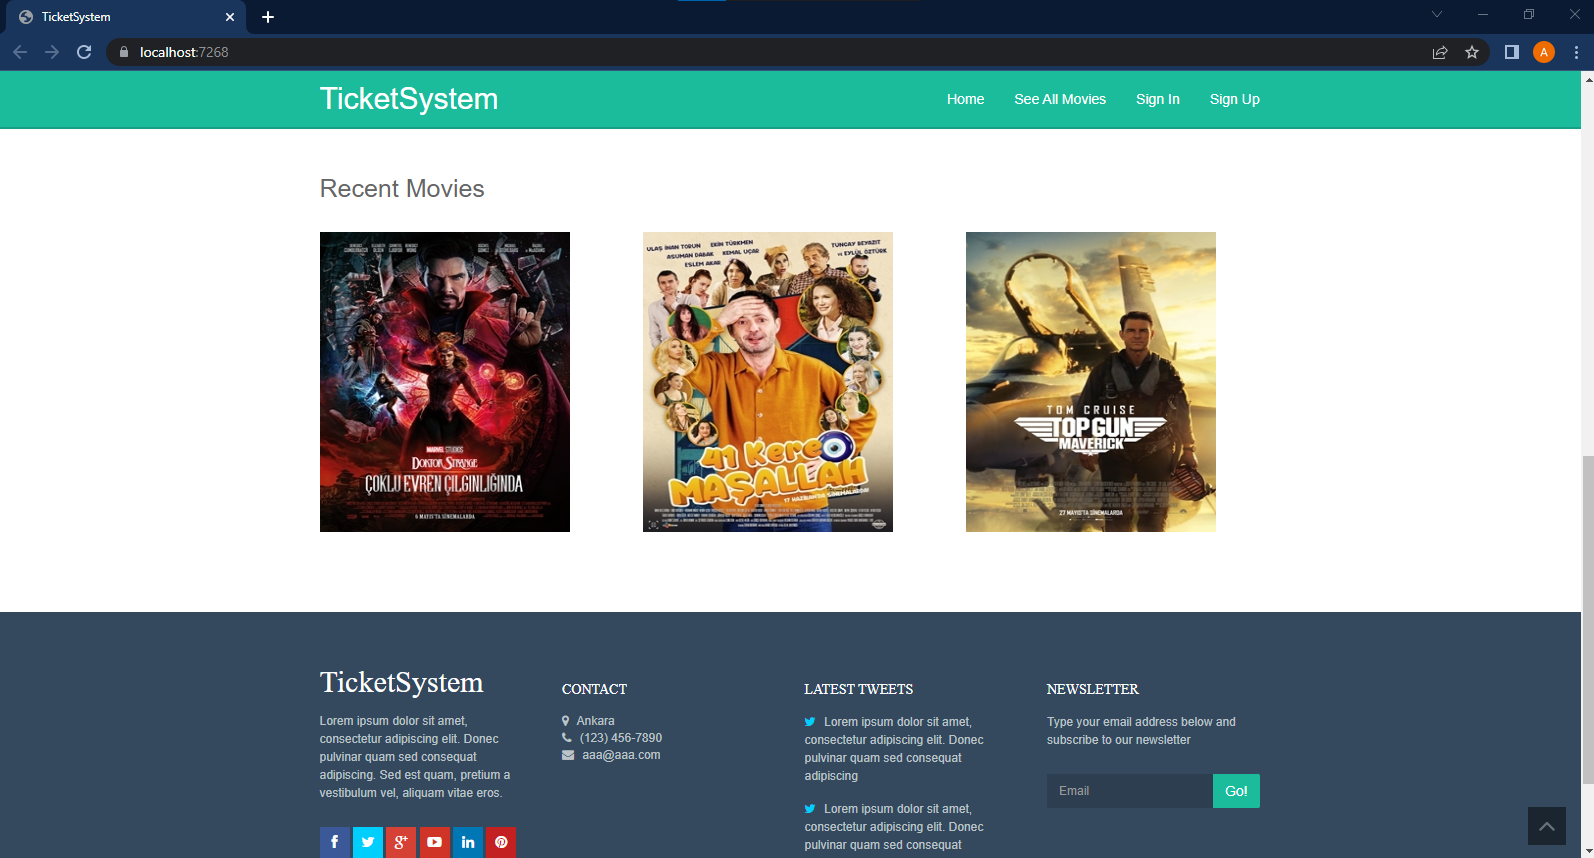 TicketSystem
localhost:7268
A
TicketSystem
Home
See All Movies
Sign In
Sign Up
Recent Movies
MARVEL STUDIOS
DOKTOR STRANGE
ÇOKLU EVREN ÇILGINLIĞINDA
6 MAYIS'TA SİNEMALARDA
ULAŞ İNAN TORUN EKİN TÜRKMEN TUNCAY BEYAZIT
ASUMAN DABAK KEMAL UÇAR ve EYLÜL ÖZTÜRK
ESLEM AKAR
41 Kere
MAŞALLAH
17 HAZİRAN'DA SİNEMALARDA
TOM CRUISE
TOP GUN
MAVERICK
27 MAYIS'TA SİNEMALARDA
TicketSystem
Lorem ipsum dolor sit amet,
consectetur adipiscing elit. Donec
pulvinar quam sed consequat
adipiscing. Sed est quam, pretium a
vestibulum vel, aliquam vitae eros.
f
g+
in
CONTACT
Ankara
(123) 456-7890
aaa@aaa.com
LATEST TWEETS
Lorem ipsum dolor sit amet,
consectetur adipiscing elit. Donec
pulvinar quam sed consequat
adipiscing
Lorem ipsum dolor sit amet,
consectetur adipiscing elit. Donec
pulvinar quam sed consequat
NEWSLETTER
Type your email address below and
subscribe to our newsletter
Email
Go!